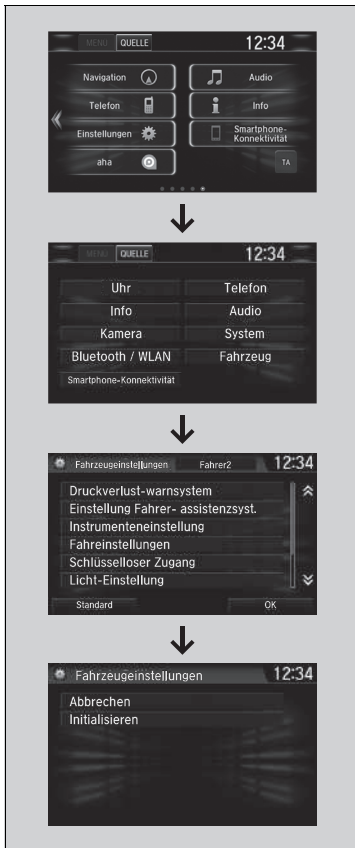 MENU QUELLE 12:34
Navigation Audio
Telefon Info
Einstellungen Smartphone-
Konnektivität
aha TA
MENU QUELLE 12:34
Uhr Telefon
Info Audio
Kamera System
Bluetooth / WLAN Fahrzeug
Smartphone-Konnektivität
Fahrzeugeinstellungen Fahrer2 12:34
Druckverlust-warnsystem
Einstellung Fahrer- assistenzsyst.
Instrumenteneinstellung
Fahreinstellungen
Schlüsselloser Zugang
Licht-Einstellung
Standard OK
Fahrzeugeinstellungen 12:34
Abbrechen
Initialisieren